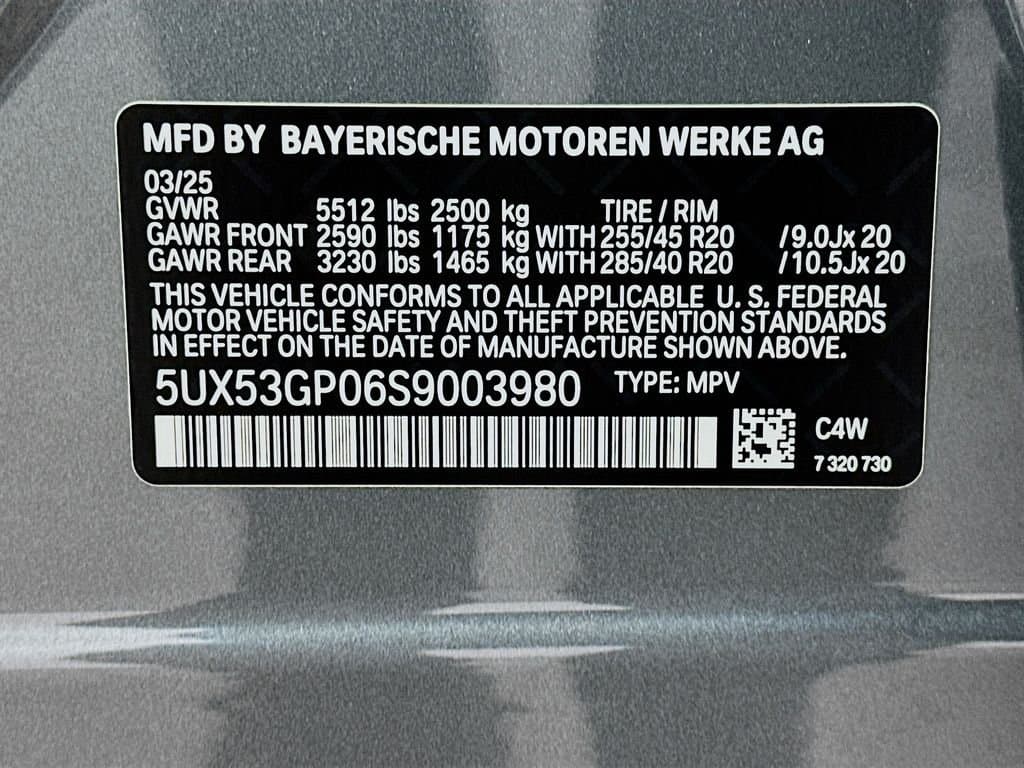 MFD BY BAYERISCHE MOTOREN WERKE AG
03/25
GVWR 5512 lbs 2500 kg TIRE / RIM
GAWR FRONT 2590 lbs 1175 kg WITH 255/45 R20 /9.0Jx 20
GAWR REAR 3230 lbs 1465 kg WITH 285/40 R20 /10.5Jx 20
THIS VEHICLE CONFORMS TO ALL APPLICABLE U. S. FEDERAL
MOTOR VEHICLE SAFETY AND THEFT PREVENTION STANDARDS
IN EFFECT ON THE DATE OF MANUFACTURE SHOWN ABOVE.
5UX53GP06S9003980 TYPE: MPV
C4W
7 320 730